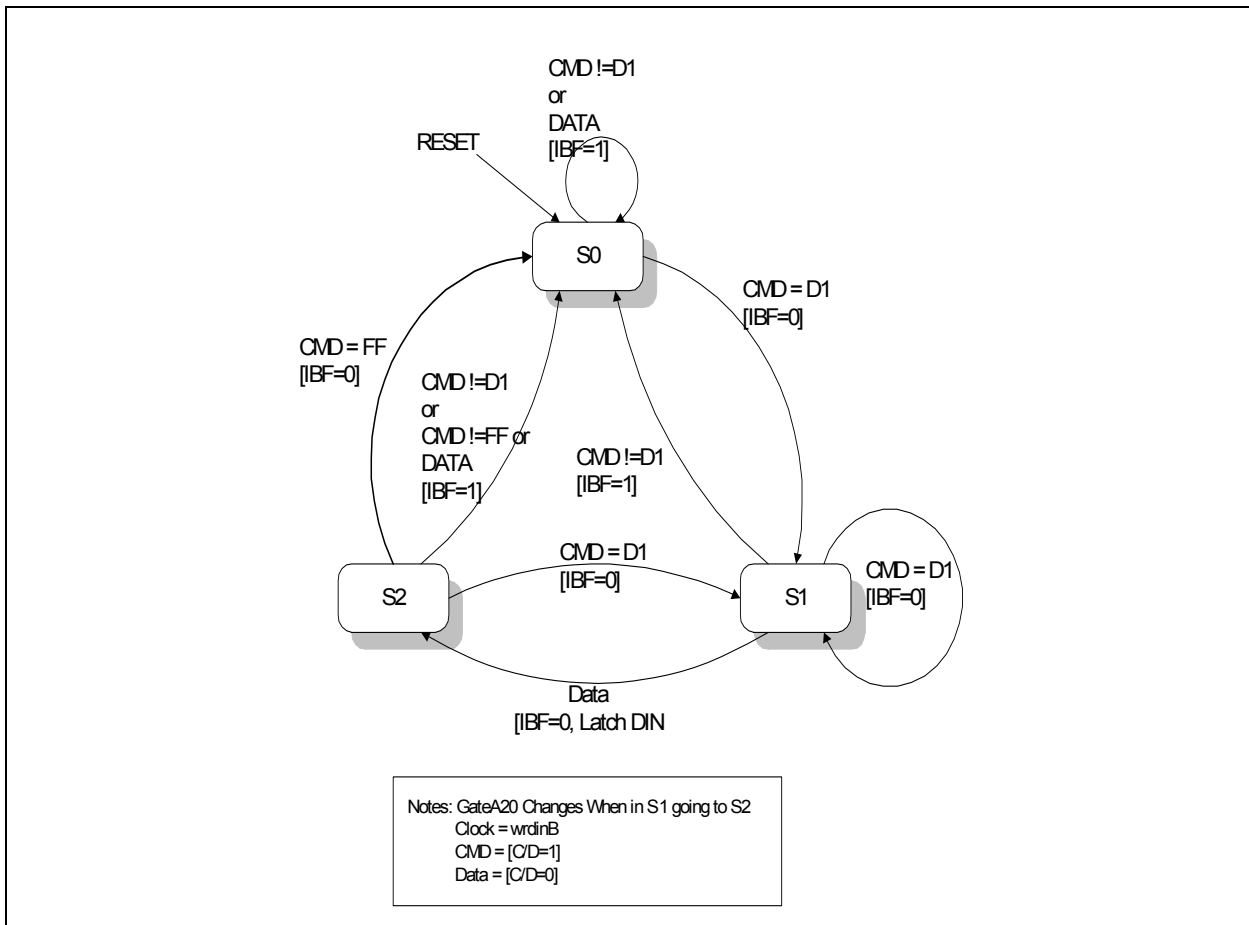 CMD !=D1
or
DATA
[IBF=1]
RESET
S0
CMD = D1
[IBF=0]
CMD = FF
[IBF=0]
CMD !=D1
or
CMD !=FF or
DATA
[IBF=1]
CMD !=D1
[IBF=1]
CMD = D1
[IBF=0]
S2
S1
CMD = D1
[IBF=0]
Data
[IBF=0, Latch DIN
Notes: GateA20 Changes When in S1 going to S2
Clock = wrdinB
CMD = [C/D=1]
Data = [C/D=0]